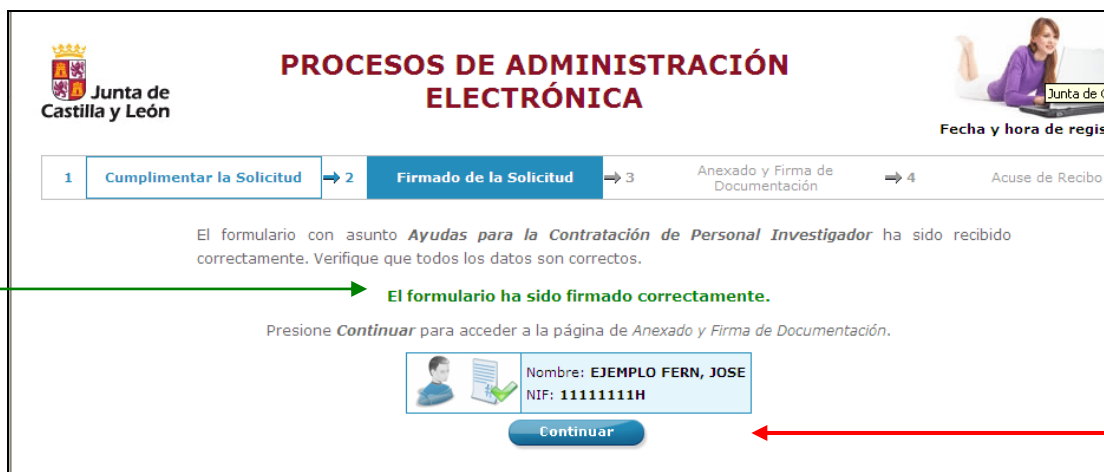 Junta de
Castilla y León
PROCESOS DE ADMINISTRACIÓN
ELECTRÓNICA
Junta de C
Fecha y hora de regis
1 Cumplimentar la Solicitud 2 Firmado de la Solicitud 3 Anexado y Firma de Documentación 4 Acuse de Recibo
El formulario con asunto Ayudas para la Contratación de Personal Investigador ha sido recibido
correctamente. Verifique que todos los datos son correctos.
El formulario ha sido firmado correctamente.
Presione Continuar para acceder a la página de Anexado y Firma de Documentación.
Nombre: EJEMPLO FERN, JOSE
NIF: 11111111H
Continuar